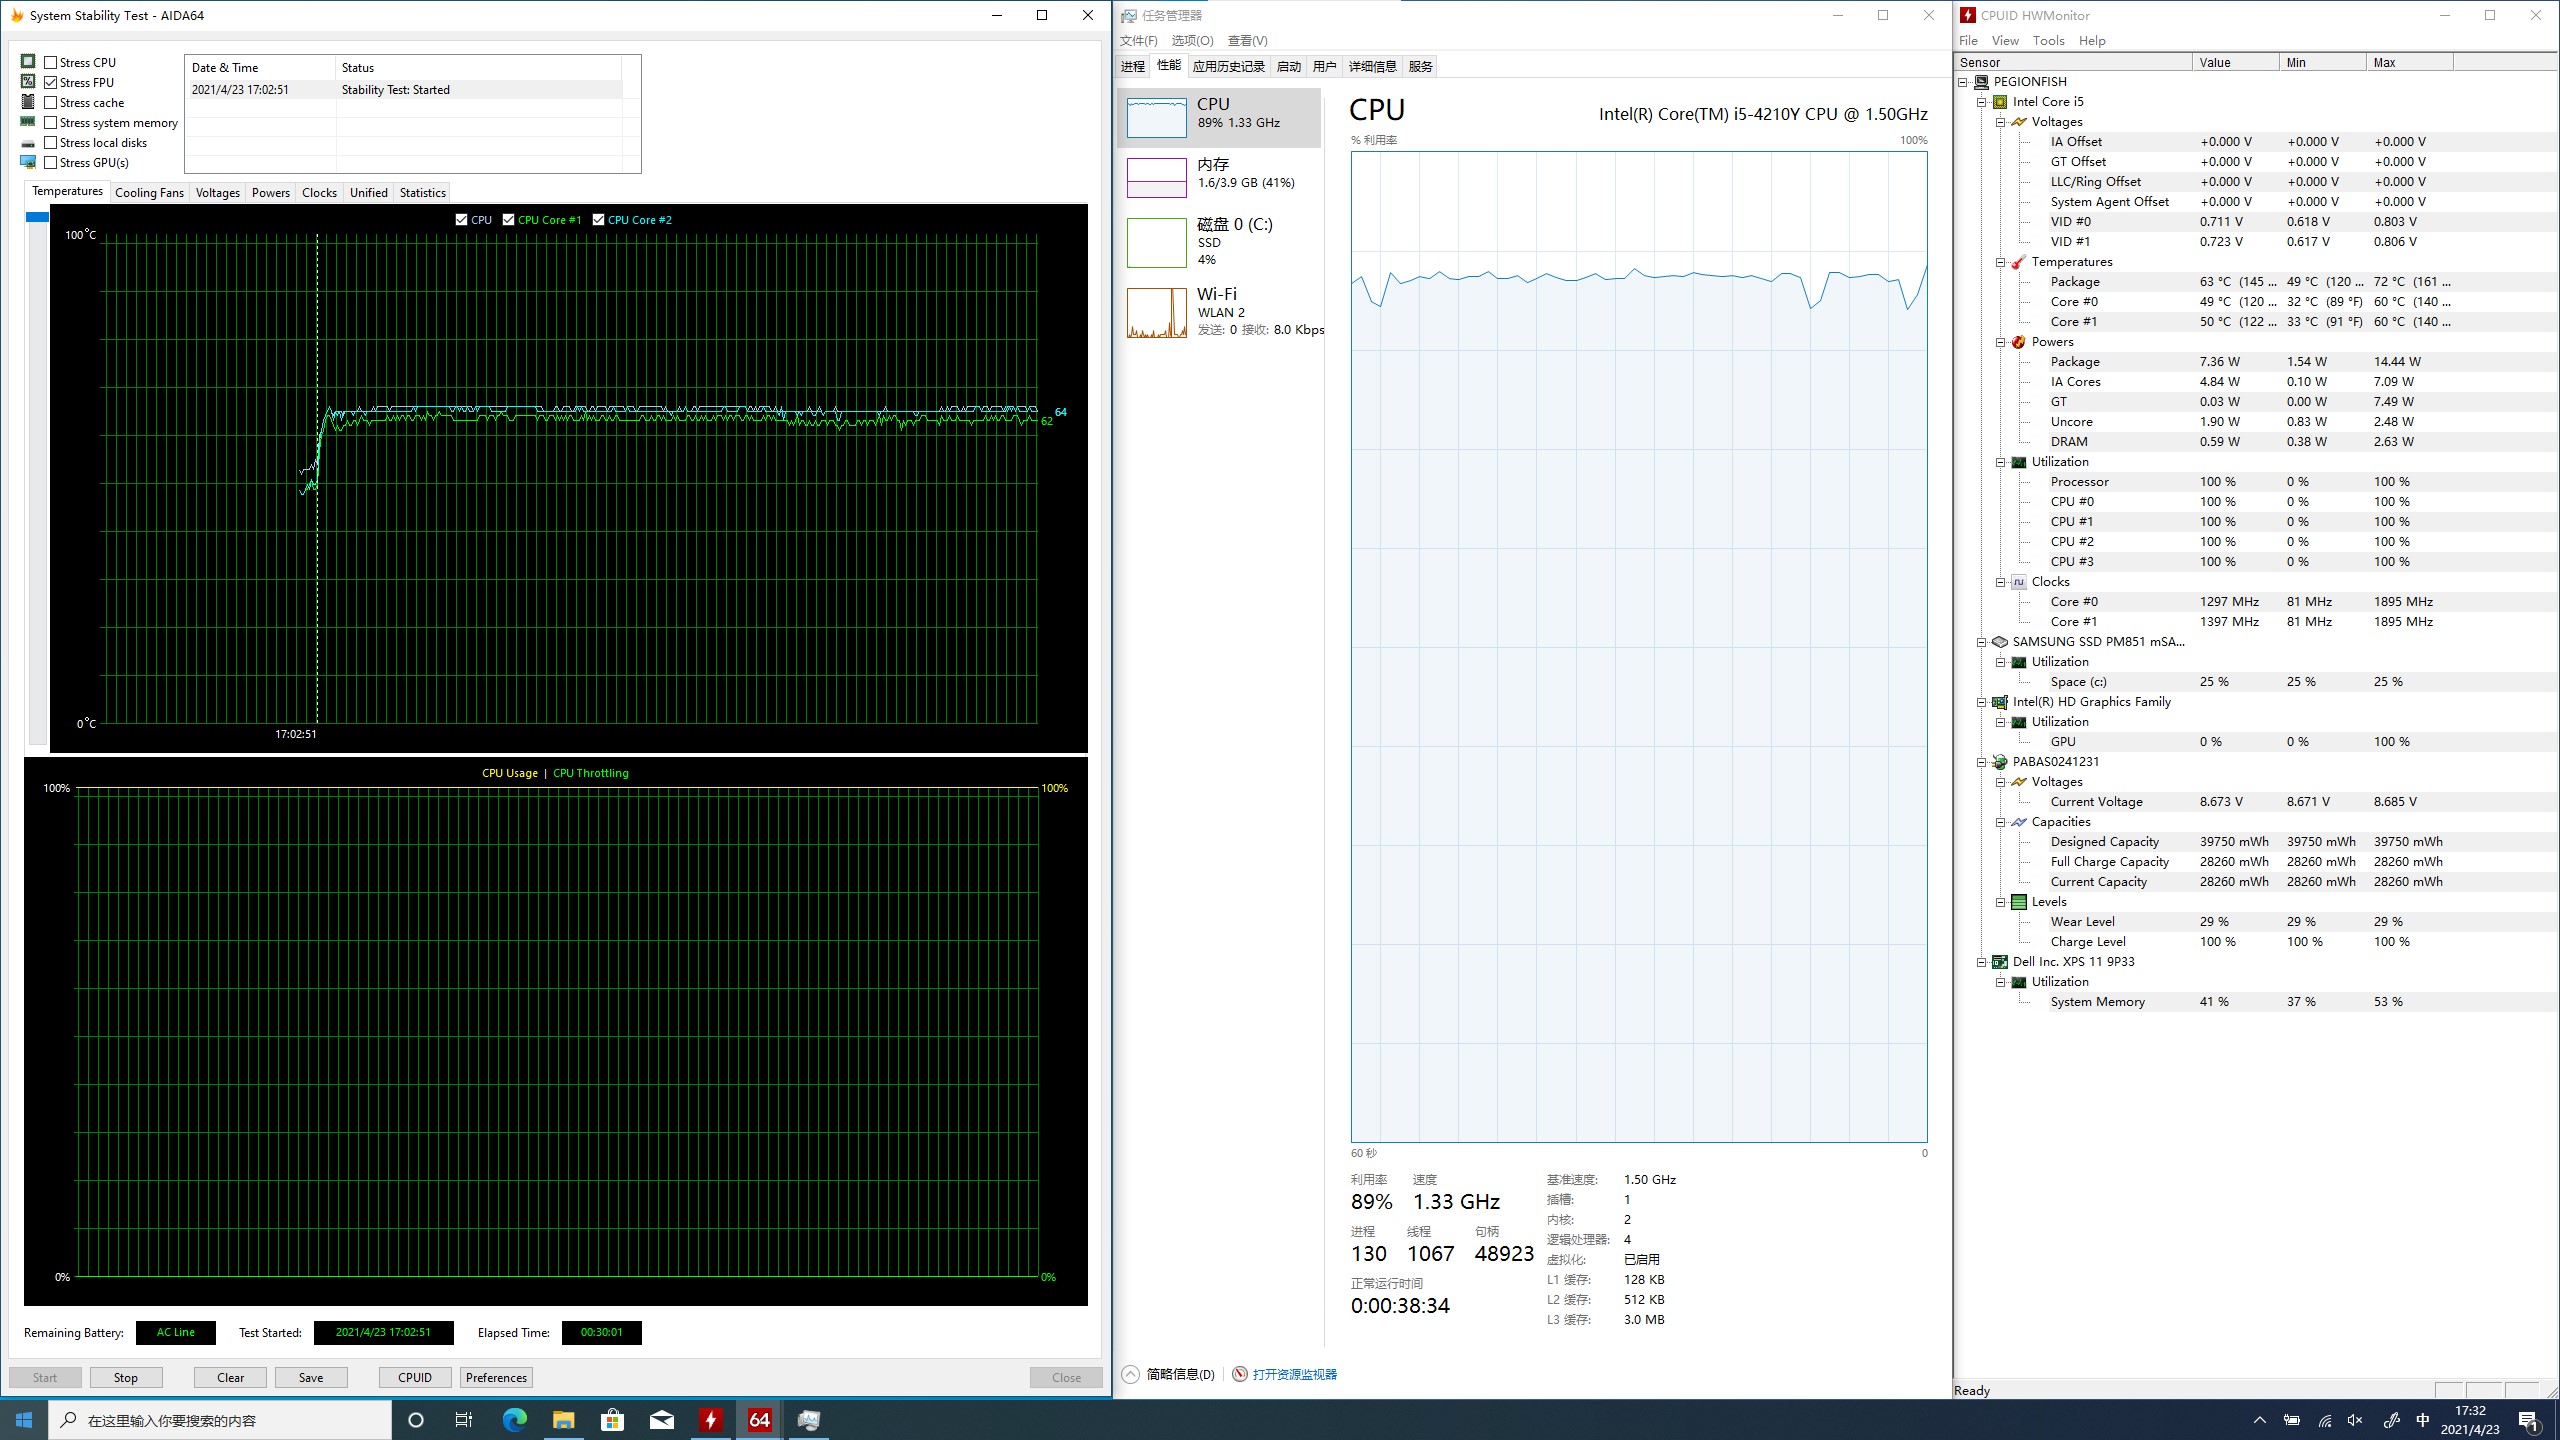 System Stability Test - AIDA64
Stress CPU
Stress FPU
Stress cache
Stress system memory
Stress local disks
Stress GPU(s)
Date & Time Status
2021/4/23 17:02:51 Stability Test: Started
Temperatures Cooling Fans Voltages Powers Clocks Unified Statistics
CPU CPU Core #1 CPU Core #2
100°C
64
62
0°C
17:02:51
CPU Usage | CPU Throttling
100% 100%
0% 0%
Remaining Battery: AC Line Test Started: 2021/4/23 17:02:51 Elapsed Time: 00:30:01
Start Stop Clear Save CPUID Preferences Close
任务管理器
文件(F) 选项(O) 查看(V)
进程 性能 应用历史记录 启动 用户 详细信息 服务
CPU
89% 1.33 GHz
内存
1.6/3.9 GB (41%)
磁盘 0 (C:)
SSD
4%
Wi-Fi
WLAN 2
发送: 0 接收: 8.0 Kbps
CPU Intel(R) Core(TM) i5-4210Y CPU @ 1.50GHz
% 利用率 100%
60 秒 0
利用率 速度
89% 1.33 GHz
进程 线程 句柄
130 1067 48923
正常运行时间
0:00:38:34
基准速度: 1.50 GHz
插槽: 1
内核: 2
逻辑处理器: 4
虚拟化: 已启用
L1 缓存: 128 KB
L2 缓存: 512 KB
L3 缓存: 3.0 MB
简略信息(D) 打开资源监视器
CPUID HWMonitor
File View Tools Help
Sensor Value Min Max
PEGIONFISH
Intel Core i5
Voltages
IA Offset +0.000 V +0.000 V +0.000 V
GT Offset +0.000 V +0.000 V +0.000 V
LLC/Ring Offset +0.000 V +0.000 V +0.000 V
System Agent Offset +0.000 V +0.000 V +0.000 V
VID #0 0.711 V 0.618 V 0.803 V
VID #1 0.723 V 0.617 V 0.806 V
Temperatures
Package 63 °C (145 ... 49 °C (120 ... 72 °C (161 ...
Core #0 49 °C (120 ... 32 °C (89 °F) 60 °C (140 ...
Core #1 50 °C (122 ... 33 °C (91 °F) 60 °C (140 ...
Powers
Package 7.36 W 1.54 W 14.44 W
IA Cores 4.84 W 0.10 W 7.09 W
GT 0.03 W 0.00 W 7.49 W
Uncore 1.90 W 0.83 W 2.48 W
DRAM 0.59 W 0.38 W 2.63 W
Utilization
Processor 100 % 0 % 100 %
CPU #0 100 % 0 % 100 %
CPU #1 100 % 0 % 100 %
CPU #2 100 % 0 % 100 %
CPU #3 100 % 0 % 100 %
Clocks
Core #0 1297 MHz 81 MHz 1895 MHz
Core #1 1397 MHz 81 MHz 1895 MHz
SAMSUNG SSD PM851 mSA...
Utilization
Space (c:) 25 % 25 % 25 %
Intel(R) HD Graphics Family
Utilization
GPU 0 % 0 % 100 %
PABAS0241231
Voltages
Current Voltage 8.673 V 8.671 V 8.685 V
Capacities
Designed Capacity 39750 mWh 39750 mWh 39750 mWh
Full Charge Capacity 28260 mWh 28260 mWh 28260 mWh
Current Capacity 28260 mWh 28260 mWh 28260 mWh
Levels
Wear Level 29 % 29 % 29 %
Charge Level 100 % 100 % 100 %
Dell Inc. XPS 11 9P33
Utilization
System Memory 41 % 37 % 53 %
Ready
在这里输入你要搜索的内容
64
中
17:32
2021/4/23
1